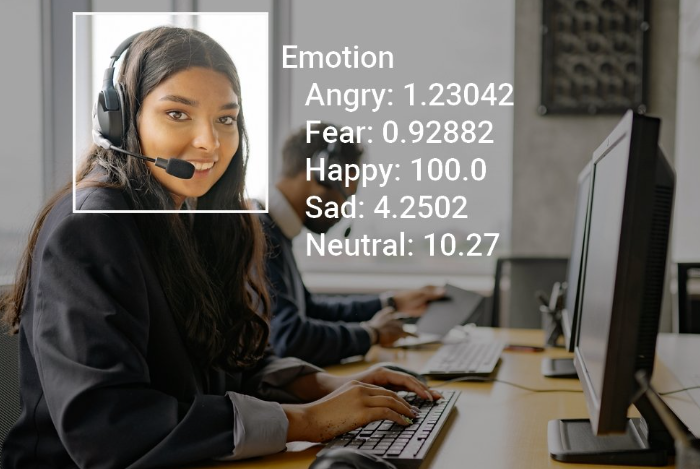 Emotion
Angry: 1.23042
Fear: 0.92882
Happy: 100.0
Sad: 4.2502
Neutral: 10.27